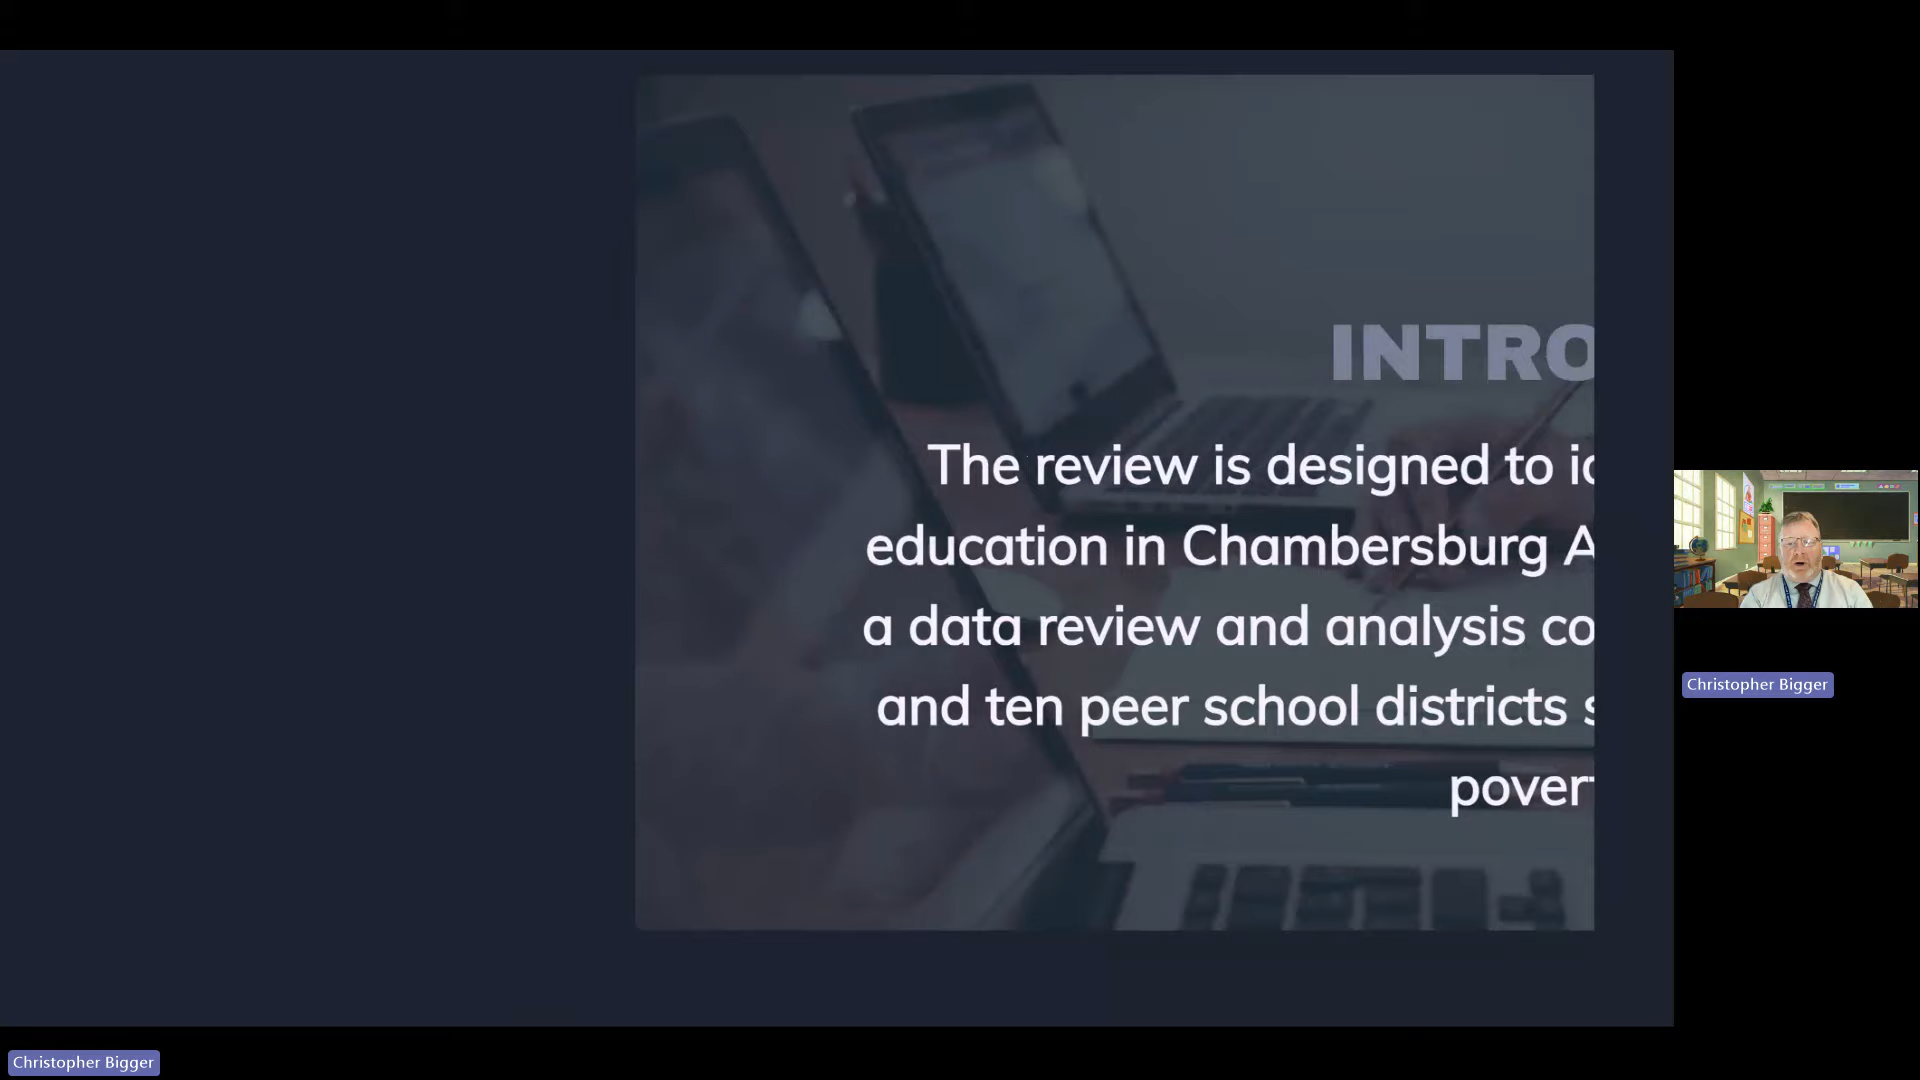 INTRO
The review is designed to
education in Chambersburg A
a data review and analysis co
and ten peer school districts s
pover
Christopher Bigger
Christopher Bigger